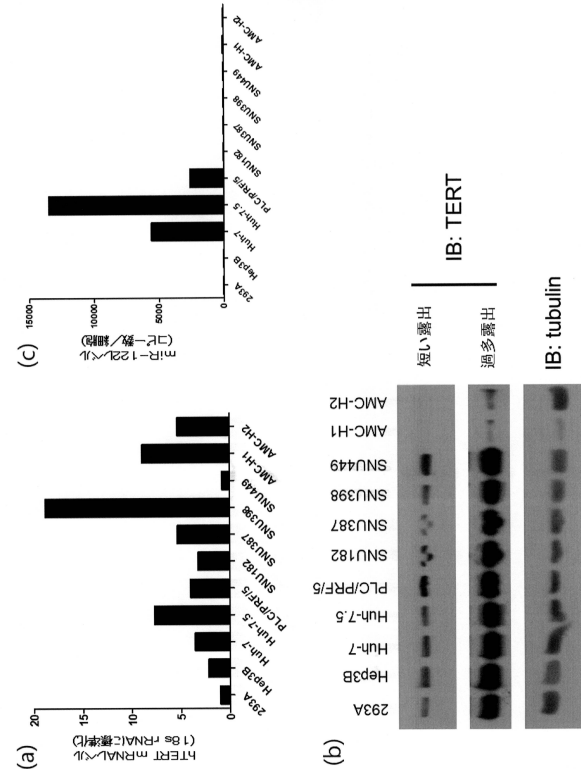 (a)
hTERT mRNAレベル
(18s rRNAに標準化)
20
15
10
5
0
293A
Hep3B
Huh-7
Huh-7.5
PLC/PRF/5
SNU182
SNU387
SNU398
SNU449
AMC-H1
AMC-H2
(c)
miR-122レベル
(コピー数/細胞)
15000
10000
5000
0
293A
Hep3B
Huh-7
Huh-7.5
PLC/PRF/5
SNU182
SNU387
SNU398
SNU449
AMC-H1
AMC-H2
(b)
293A
Hep3B
Huh-7
Huh-7.5
PLC/PRF/5
SNU182
SNU387
SNU398
SNU449
AMC-H1
AMC-H2
短い露出
過多露出
IB: TERT
IB: tubulin